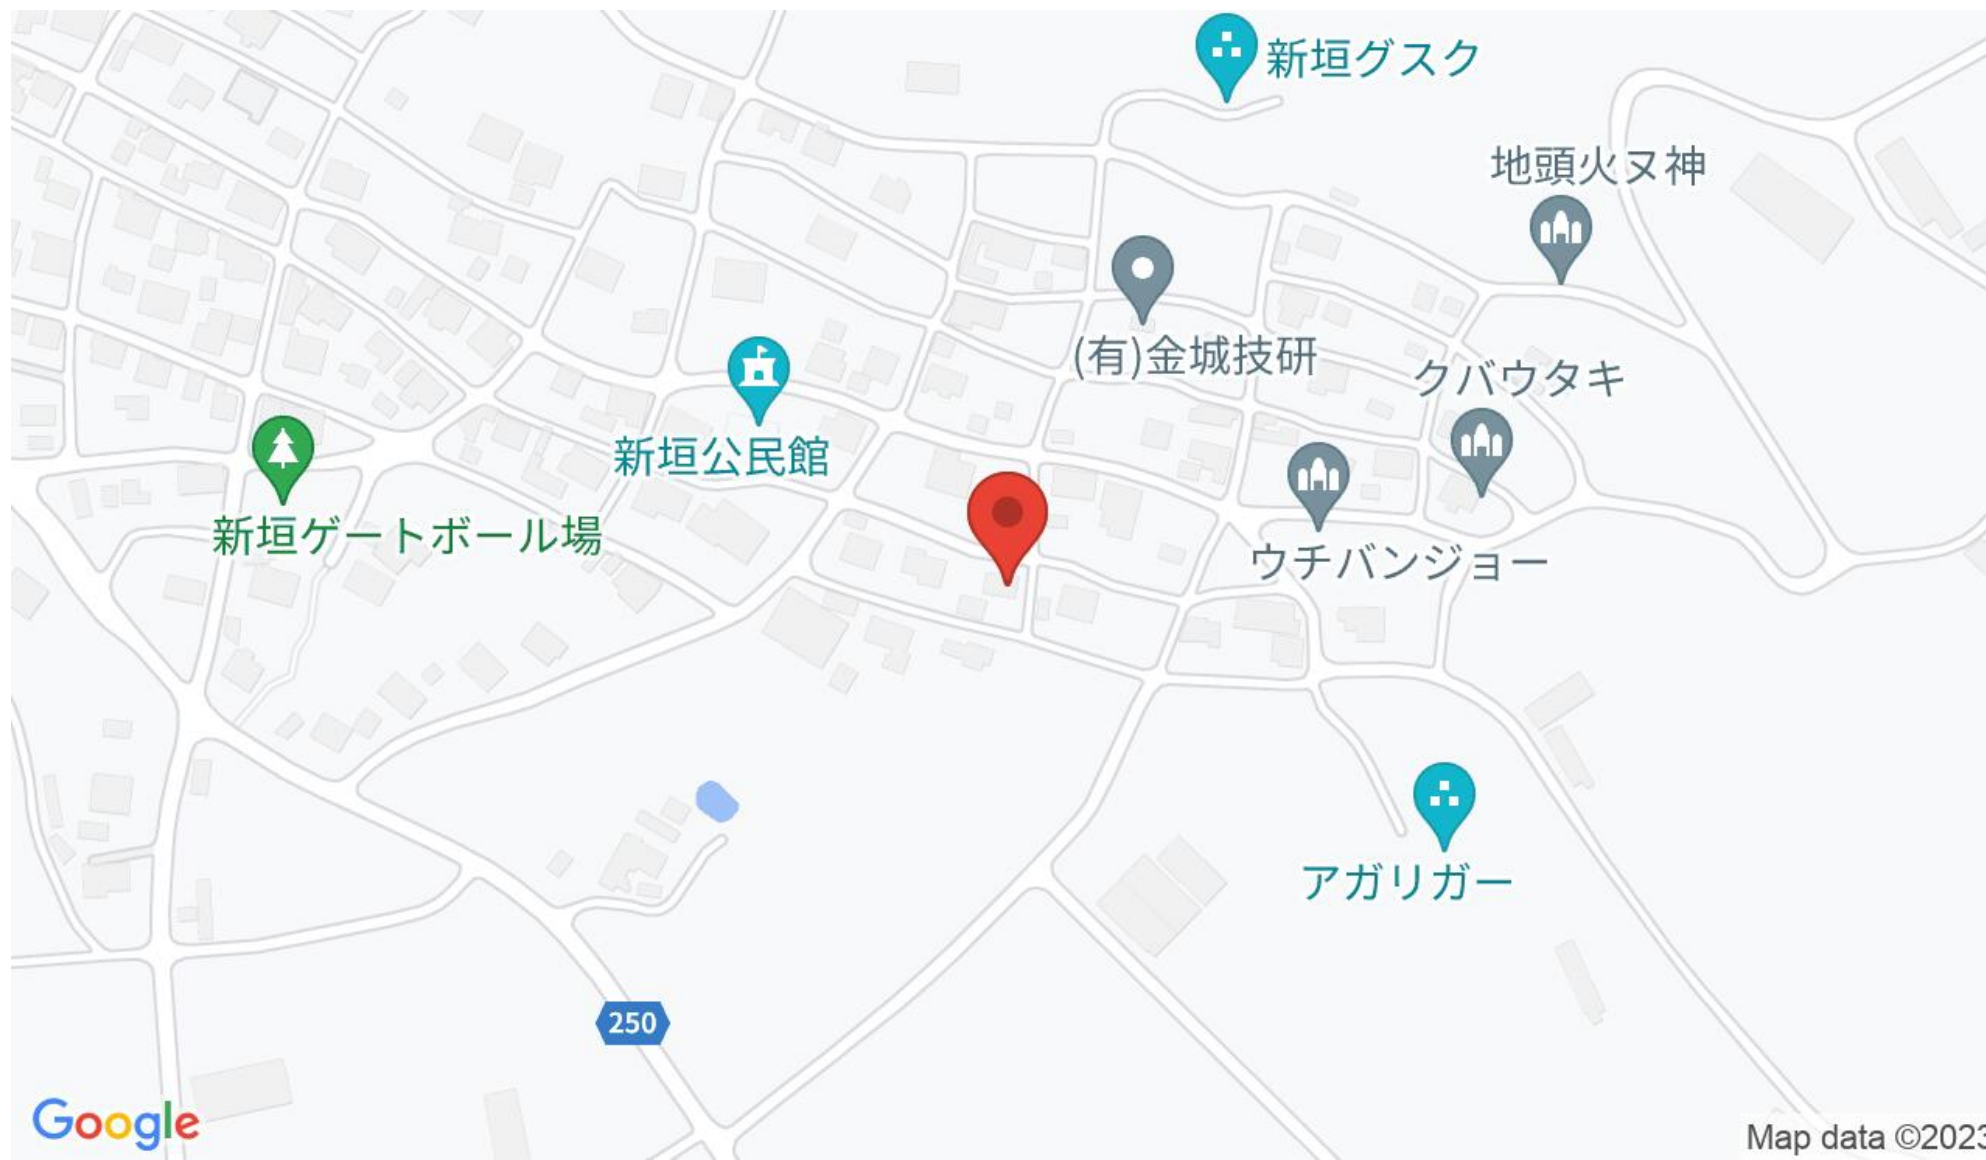 新垣グスク
地頭火ヌ神
(有)金城技研
クバウタキ
新垣公民館
新垣ゲートボール場
ウチバンジョー
アガリガー
250
Google
Map data ©2023